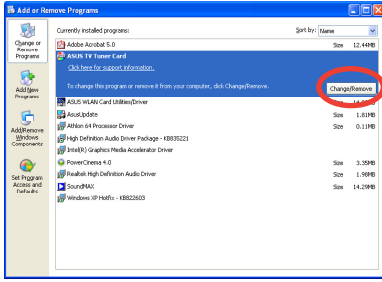 Add or Remove Programs
Currently installed programs:
Sort by: Name
Change or
Remove
Programs
Add New
Programs
Add/Remove
Windows
Components
Set Program
Access and
Defaults
Adobe Acrobat 5.0 Size 12.44MB
ASUS TV Tuner Card
Click here for support information.
To change this program or remove it from your computer, click Change/Remove. Change/Remove
ASUS WLAN Card Utilities/Driver Size
AsusUpdate Size 1.81MB
Athlon 64 Processor Driver Size 0.11MB
High Definition Audio Driver Package - KB835221
Intel(R) Graphics Media Accelerator Driver
PowerCinema 4.0 Size 3.35MB
Realtek High Definition Audio Driver Size 1.98MB
SoundMAX Size 14.29MB
Windows XP Hotfix - KB822603